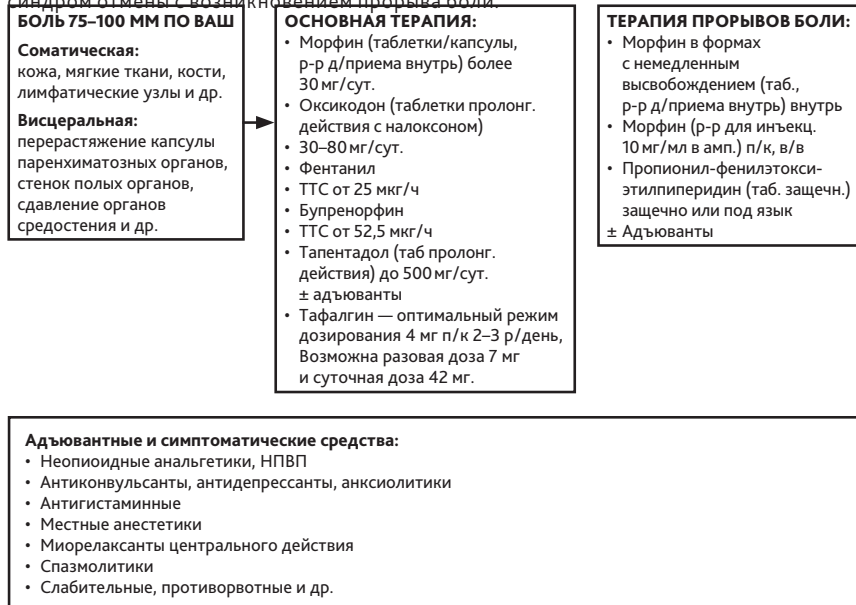 синдром отмены с возникновением прорыва боли.
БОЛЬ 75–100 ММ ПО ВАШ
Соматическая:
кожа, мягкие ткани, кости,
лимфатические узлы и др.
Висцеральная:
перерастяжение капсулы
паренхиматозных органов,
стенок полых органов,
сдавление органов
средостения и др.
ОСНОВНАЯ ТЕРАПИЯ:
• Морфин (таблетки/капсулы,
р-р д/приема внутрь) более
30 мг/сут.
• Оксикодон (таблетки пролонг.
действия с налоксоном)
• 30–80 мг/сут.
• Фентанил
• ТТС от 25 мкг/ч
• Бупренорфин
• ТТС от 52,5 мкг/ч
• Тапентадол (таб пролонг.
действия) до 500 мг/сут.
± адъюванты
• Тафалгин — оптимальный режим
дозирования 4 мг п/к 2–3 р/день,
Возможна разовая доза 7 мг
и суточная доза 42 мг.
ТЕРАПИЯ ПРОРЫВОВ БОЛИ:
• Морфин в формах
с немедленным
высвобождением (таб.,
р-р д/приема внутрь) внутрь
• Морфин (р-р для инъекц.
10 мг/мл в амп.) п/к, в/в
• Пропионил-фенилэтокси-
этилпиперидин (таб. защечн.)
защечно или под язык
± Адъюванты
Адъювантные и симптоматические средства:
• Неопиоидные анальгетики, НПВП
• Антиконвульсанты, антидепрессанты, анксиолитики
• Антигистаминные
• Местные анестетики
• Миорелаксанты центрального действия
• Спазмолитики
• Слабительные, противорвотные и др.